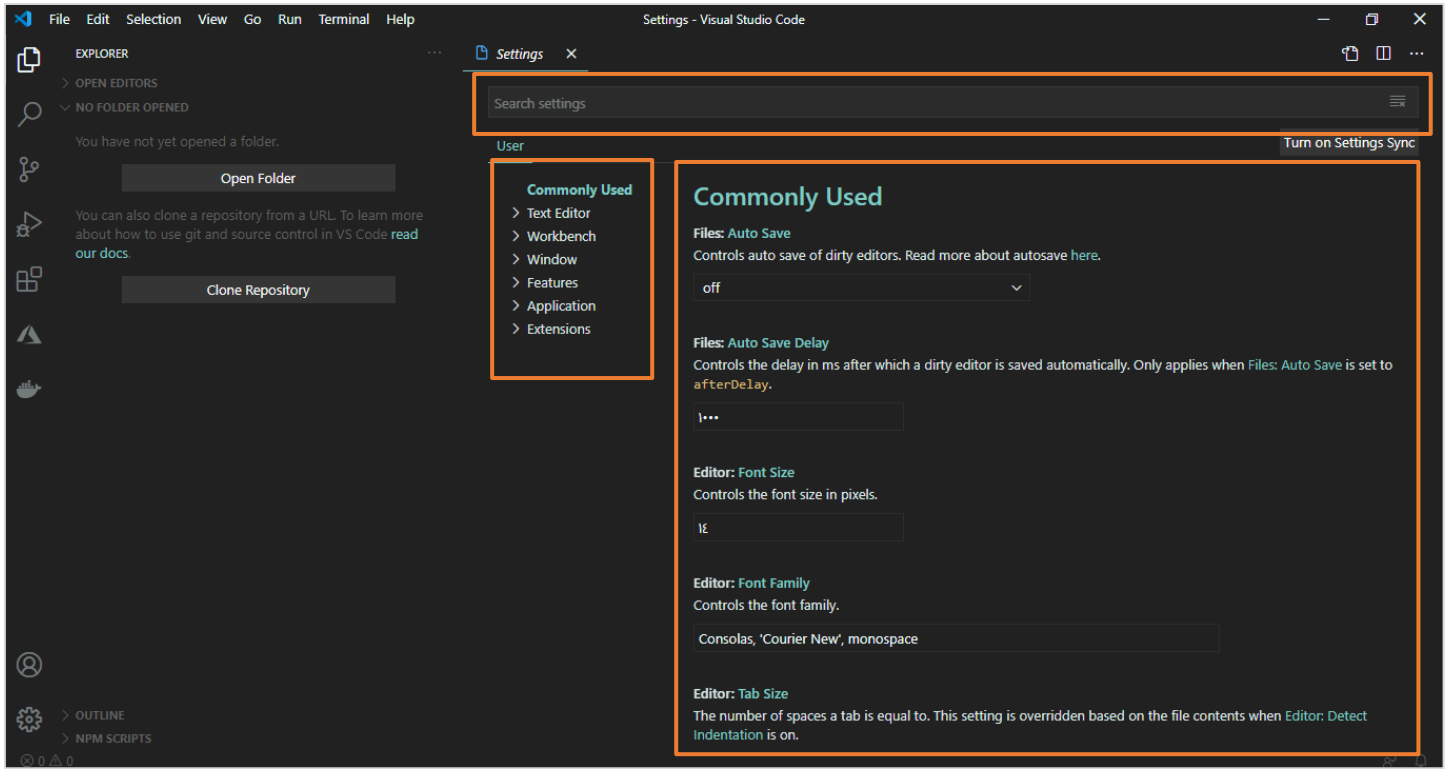 File Edit Selection View Go Run Terminal Help
Settings - Visual Studio Code
EXPLORER
OPEN EDITORS
NO FOLDER OPENED
You have not yet opened a folder.
Open Folder
You can also clone a repository from a URL. To learn more
about how to use git and source control in VS Code read
our docs.
Clone Repository
OUTLINE
NPM SCRIPTS
0 0
Settings
Search settings
User
Turn on Settings Sync
Commonly Used
Text Editor
Workbench
Window
Features
Application
Extensions
Commonly Used
Files: Auto Save
Controls auto save of dirty editors. Read more about autosave here.
off
Files: Auto Save Delay
Controls the delay in ms after which a dirty editor is saved automatically. Only applies when Files: Auto Save is set to
afterDelay.
١٠٠٠
Editor: Font Size
Controls the font size in pixels.
١٤
Editor: Font Family
Controls the font family.
Consolas, 'Courier New', monospace
Editor: Tab Size
The number of spaces a tab is equal to. This setting is overridden based on the file contents when Editor: Detect
Indentation is on.